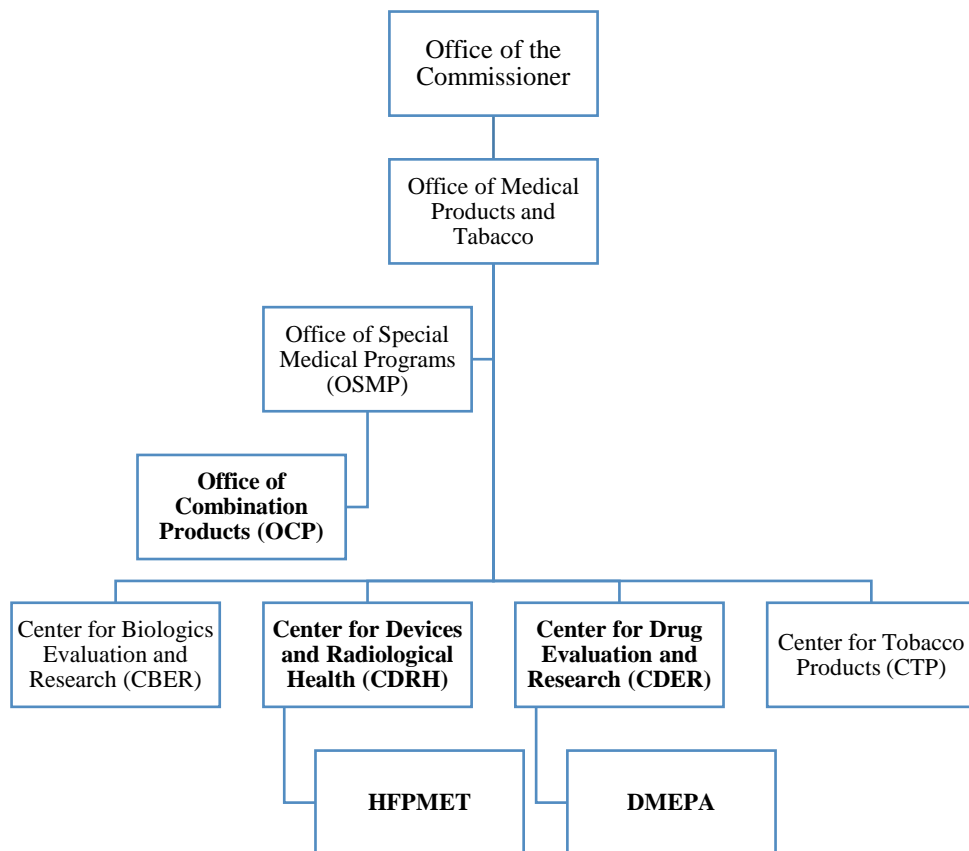 Office of the
Commissioner
Office of Medical
Products and
Tabacco
Office of Special
Medical Programs
(OSMP)
Office of
Combination
Products (OCP)
Center for Biologics
Evaluation and
Research (CBER)
Center for Devices
and Radiological
Health (CDRH)
Center for Drug
Evaluation and
Research (CDER)
Center for Tobacco
Products (CTP)
HFPMET
DMEPA